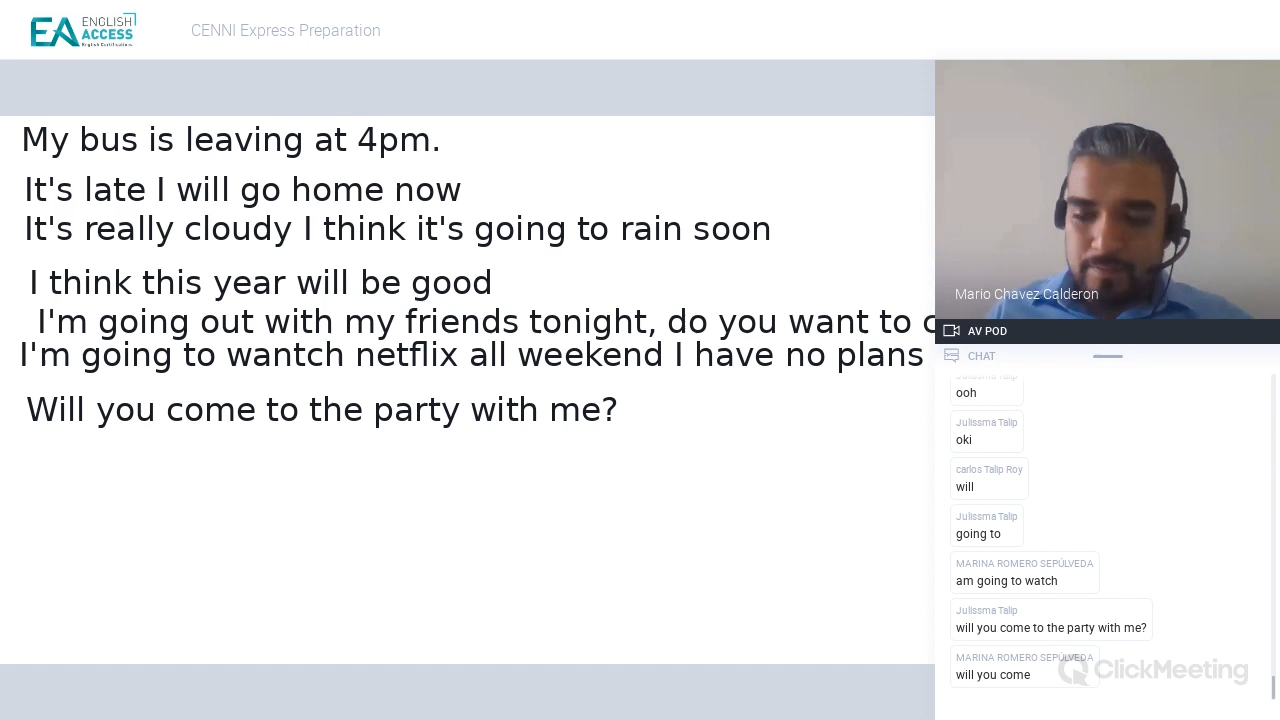 EA ENGLISH ACCESS
English Certifications
CENNI Express Preparation
My bus is leaving at 4pm.
It's late I will go home now
It's really cloudy I think it's going to rain soon
I think this year will be good
I'm going out with my friends tonight, do you want to
I'm going to wantch netflix all weekend I have no plans
Will you come to the party with me?
Mario Chavez Calderon
AV POD
CHAT
Julissma Talip
ooh
Julissma Talip
oki
carlos Talip Roy
will
Julissma Talip
going to
MARINA ROMERO SEPÚLVEDA
am going to watch
Julissma Talip
will you come to the party with me?
MARINA ROMERO SEPÚLVEDA
will you come
ClickMeeting